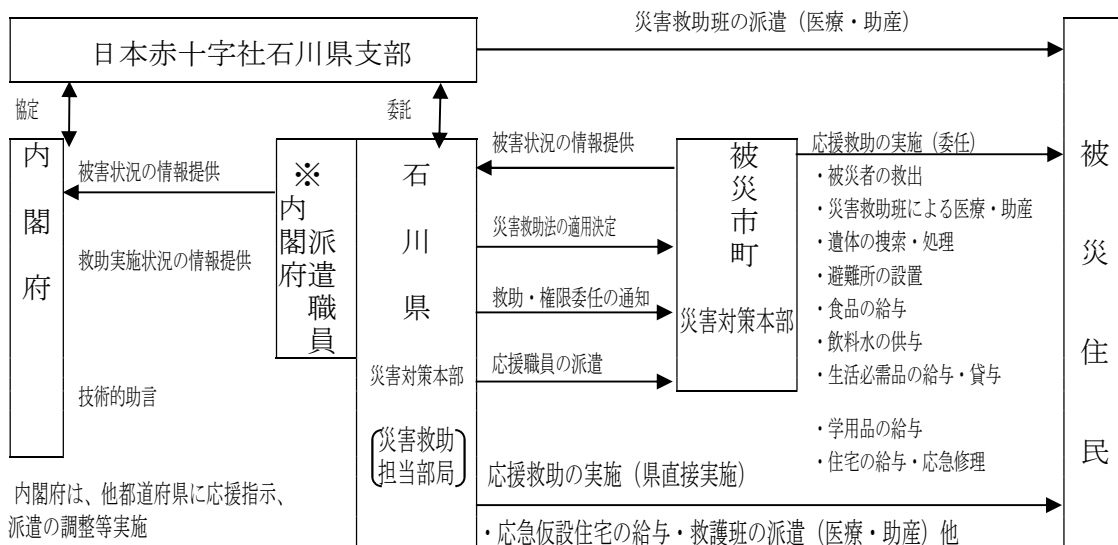 災害救助班の派遣（医療・助産）
日本赤十字社石川県支部
協定
委託
内閣府
被害状況の情報提供
救助実施状況の情報提供
技術的助言
※内閣府派遣職員
石川県
災害対策本部
災害救助
担当部局
被害状況の情報提供
災害救助法の適用決定
救助・権限委任の通知
応援職員の派遣
被災市町
災害対策本部
応援救助の実施（委任）
・被災者の救出
・災害救助班による医療・助産
・遺体の捜索・処理
・避難所の設置
・食品の給与
・飲料水の供与
・生活必需品の給与・貸与
・学用品の給与
・住宅の給与・応急修理
被災住民
応援救助の実施（県直接実施）
・応急仮設住宅の給与・救護班の派遣（医療・助産）他
内閣府は、他都道府県に応援指示、
派遣の調整等実施